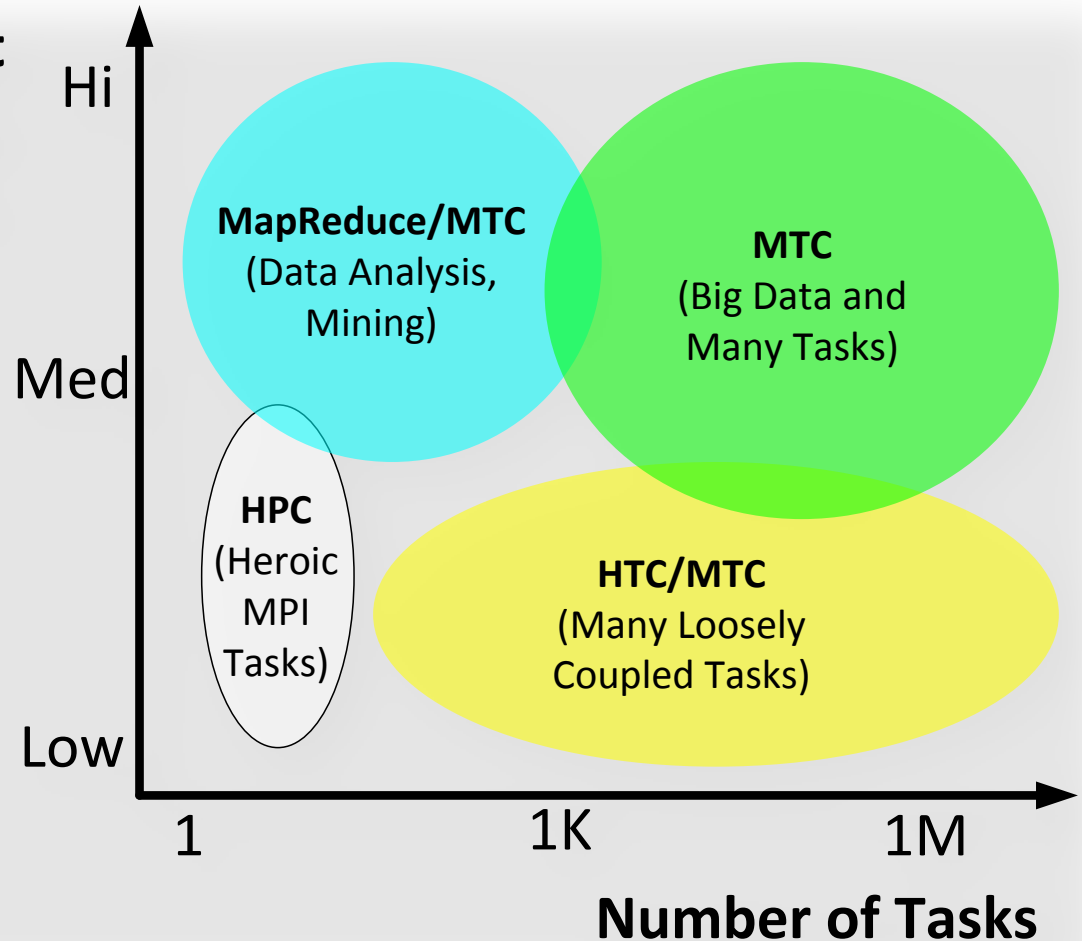 Hi
MapReduce/MTC
(Data Analysis,
Mining)
MTC
(Big Data and
Many Tasks)
Med
HPC
(Heroic
MPI
Tasks)
HTC/MTC
(Many Loosely
Coupled Tasks)
Low
1
1K
1M
Number of Tasks